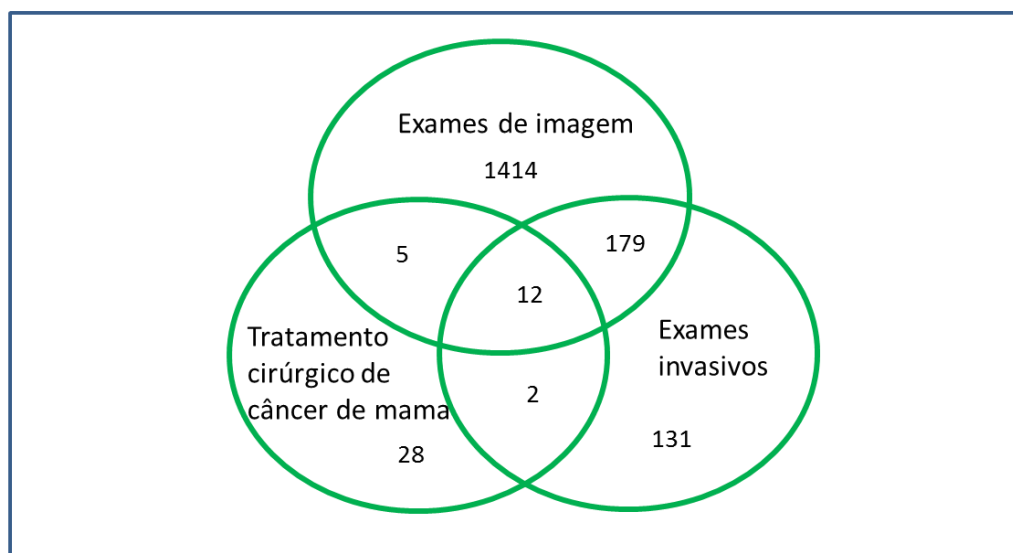 Exames de imagem
1414
5
179
12
Tratamento
cirúrgico de
câncer de mama
28
2
Exames
invasivos
131